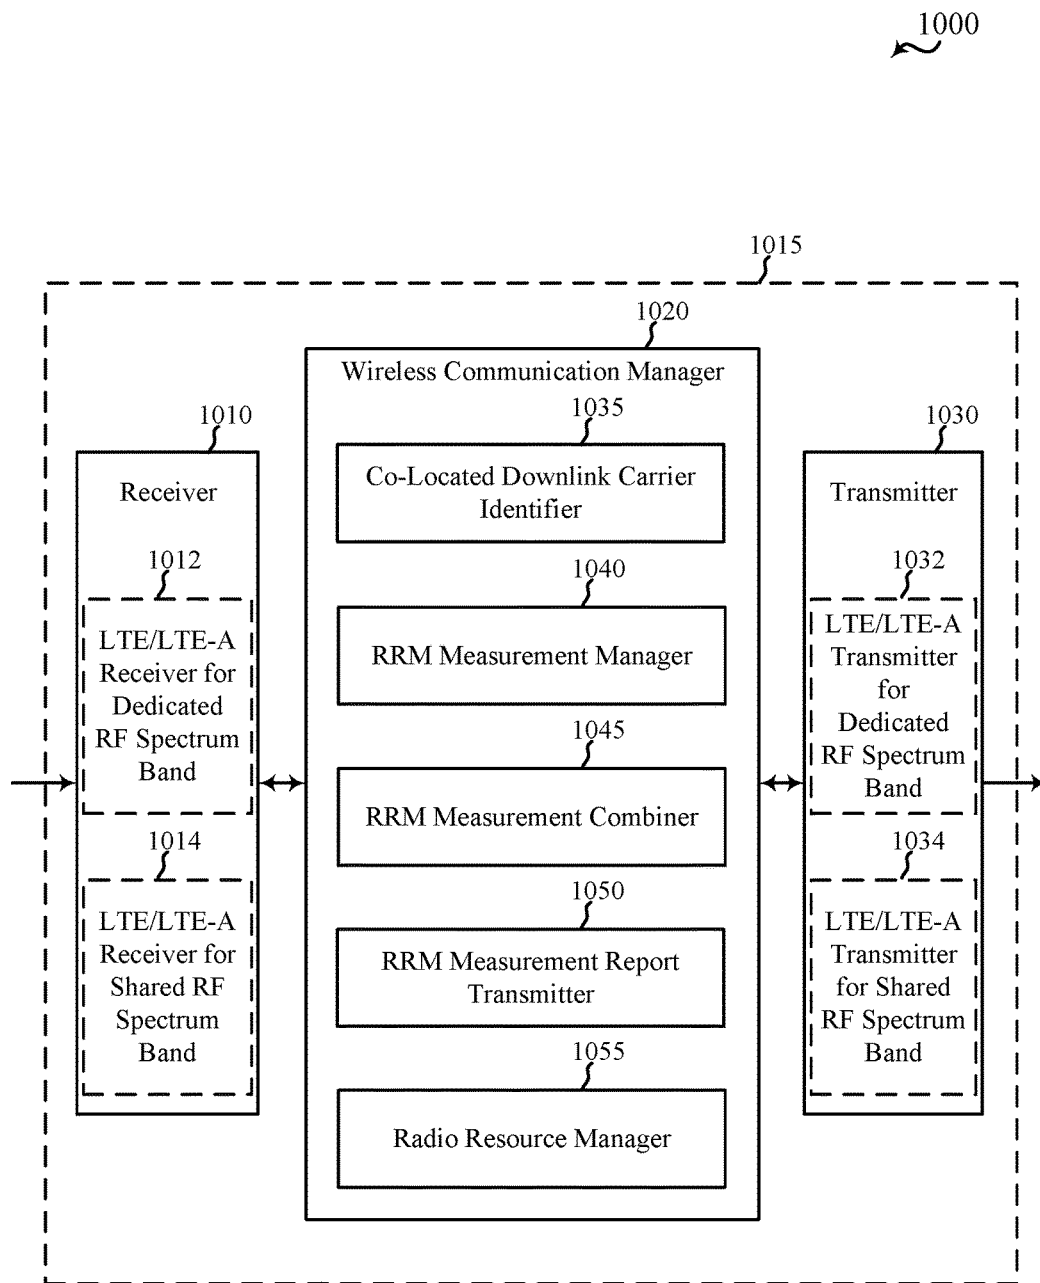 1000
1015
1020
Wireless Communication Manager
1035
Co-Located Downlink Carrier
Identifier
1040
RRM Measurement Manager
1045
RRM Measurement Combiner
1050
RRM Measurement Report
Transmitter
1055
Radio Resource Manager
1010
Receiver
1012
LTE/LTE-A
Receiver for
Dedicated
RF Spectrum
Band
1014
LTE/LTE-A
Receiver for
Shared RF
Spectrum
Band
1030
Transmitter
1032
LTE/LTE-A
Transmitter
for
Dedicated
RF Spectrum
Band
1034
LTE/LTE-A
Transmitter
for Shared
RF Spectrum
Band